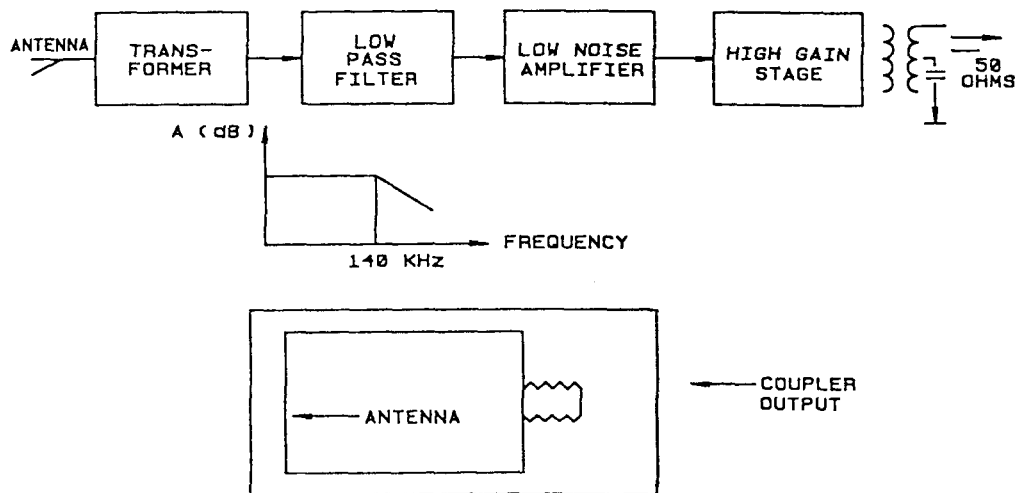 ANTENNA
TRANS-
FORMER
LOW
PASS
FILTER
LOW NOISE
AMPLIFIER
HIGH GAIN
STAGE
50
OHMS
A (dB)
FREQUENCY
140 KHz
ANTENNA
COUPLER
OUTPUT